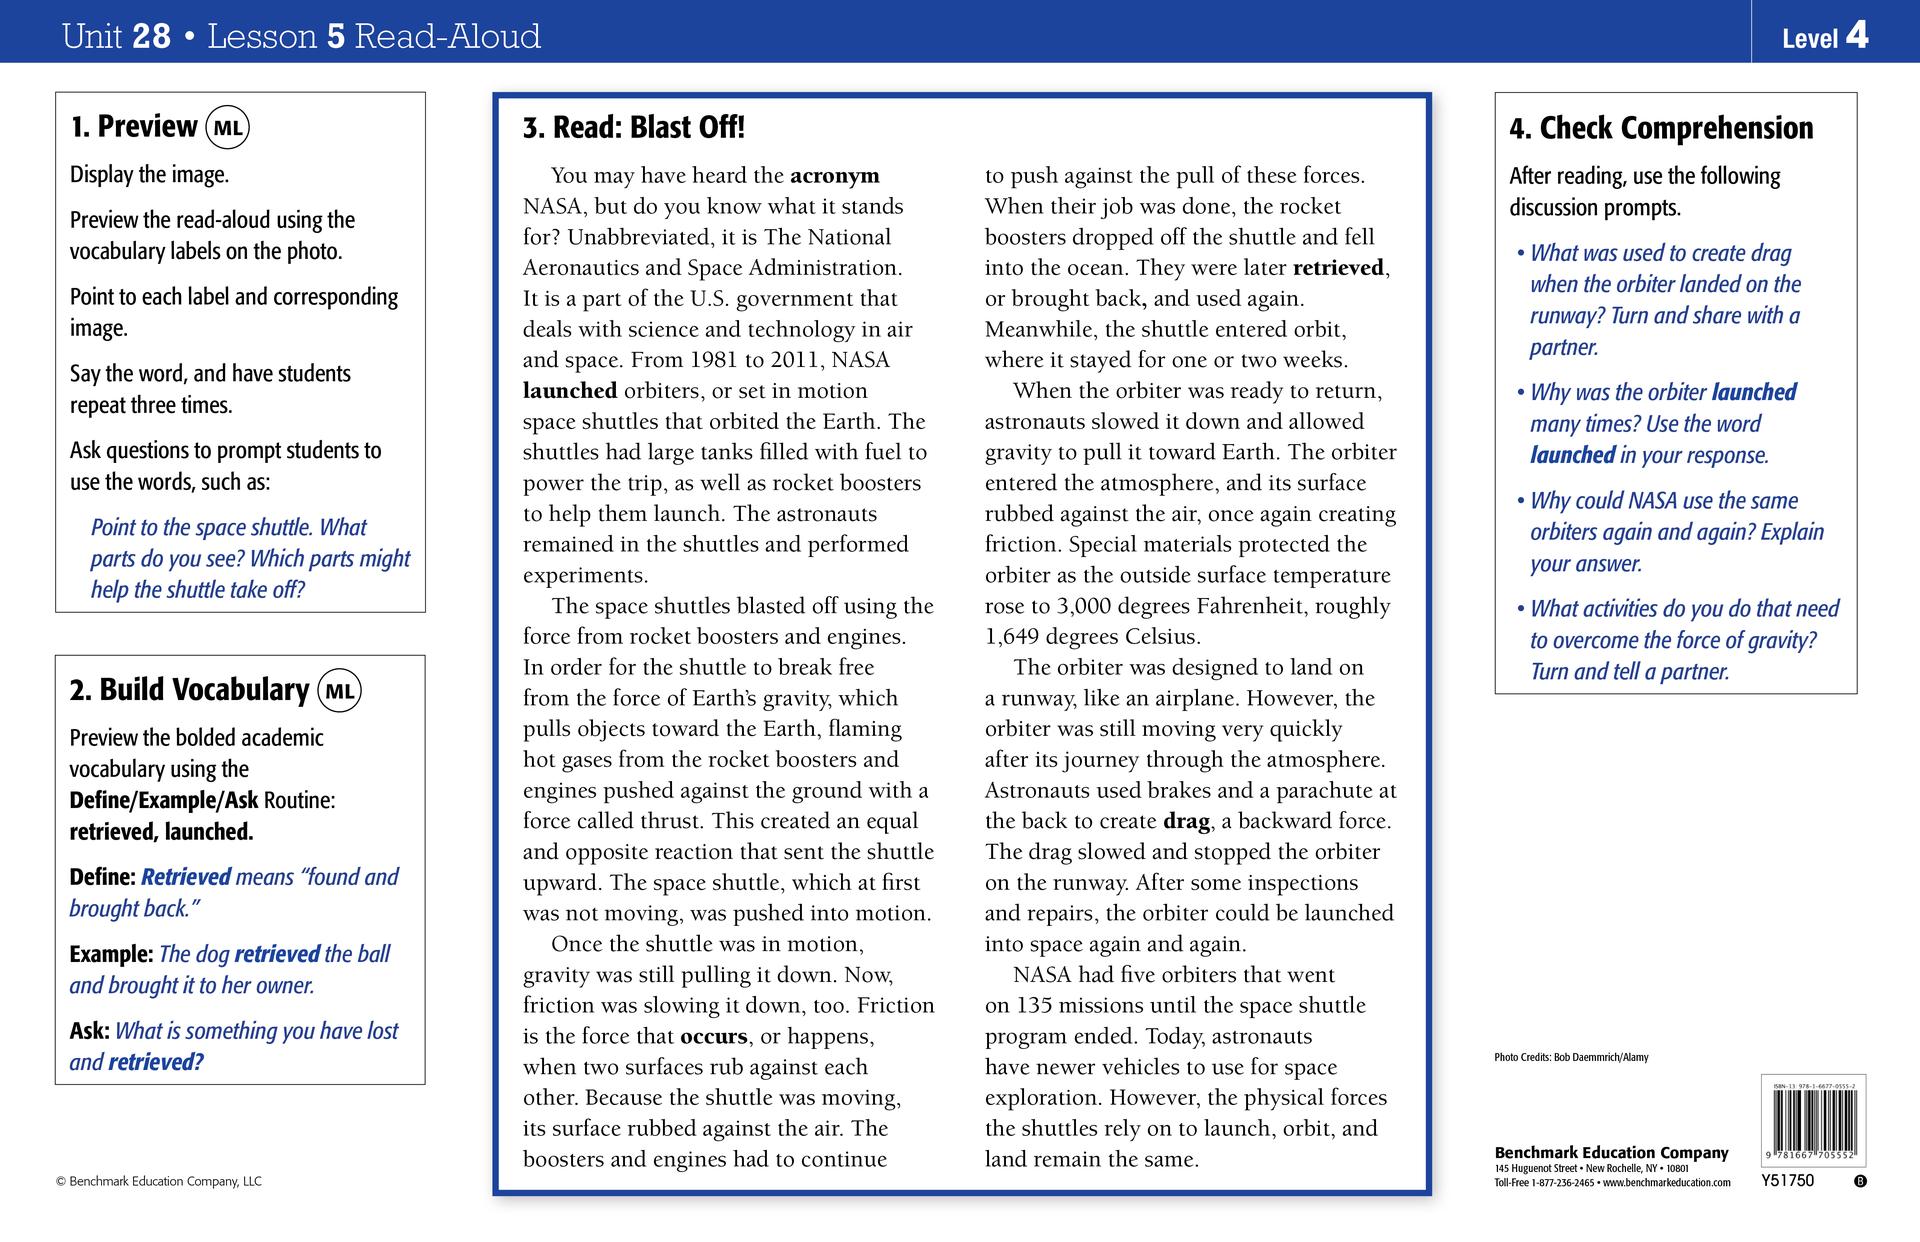 Unit 28 • Lesson 5 Read-Aloud
Level 4
1. Preview ML
Display the image.
Preview the read-aloud using the
vocabulary labels on the photo.
Point to each label and corresponding
image.
Say the word, and have students
repeat three times.
Ask questions to prompt students to
use the words, such as:
Point to the space shuttle. What
parts do you see? Which parts might
help the shuttle take off?
2. Build Vocabulary ML
Preview the bolded academic
vocabulary using the
Define/Example/Ask Routine:
retrieved, launched.
Define: Retrieved means “found and
brought back.”
Example: The dog retrieved the ball
and brought it to her owner.
Ask: What is something you have lost
and retrieved?
© Benchmark Education Company, LLC
3. Read: Blast Off!
You may have heard the acronym
NASA, but do you know what it stands
for? Unabbreviated, it is The National
Aeronautics and Space Administration.
It is a part of the U.S. government that
deals with science and technology in air
and space. From 1981 to 2011, NASA
launched orbiters, or set in motion
space shuttles that orbited the Earth. The
shuttles had large tanks filled with fuel to
power the trip, as well as rocket boosters
to help them launch. The astronauts
remained in the shuttles and performed
experiments.
The space shuttles blasted off using the
force from rocket boosters and engines.
In order for the shuttle to break free
from the force of Earth’s gravity, which
pulls objects toward the Earth, flaming
hot gases from the rocket boosters and
engines pushed against the ground with a
force called thrust. This created an equal
and opposite reaction that sent the shuttle
upward. The space shuttle, which at first
was not moving, was pushed into motion.
Once the shuttle was in motion,
gravity was still pulling it down. Now,
friction was slowing it down, too. Friction
is the force that occurs, or happens,
when two surfaces rub against each
other. Because the shuttle was moving,
its surface rubbed against the air. The
boosters and engines had to continue
to push against the pull of these forces.
When their job was done, the rocket
boosters dropped off the shuttle and fell
into the ocean. They were later retrieved,
or brought back, and used again.
Meanwhile, the shuttle entered orbit,
where it stayed for one or two weeks.
When the orbiter was ready to return,
astronauts slowed it down and allowed
gravity to pull it toward Earth. The orbiter
entered the atmosphere, and its surface
rubbed against the air, once again creating
friction. Special materials protected the
orbiter as the outside surface temperature
rose to 3,000 degrees Fahrenheit, roughly
1,649 degrees Celsius.
The orbiter was designed to land on
a runway, like an airplane. However, the
orbiter was still moving very quickly
after its journey through the atmosphere.
Astronauts used brakes and a parachute at
the back to create drag, a backward force.
The drag slowed and stopped the orbiter
on the runway. After some inspections
and repairs, the orbiter could be launched
into space again and again.
NASA had five orbiters that went
on 135 missions until the space shuttle
program ended. Today, astronauts
have newer vehicles to use for space
exploration. However, the physical forces
the shuttles rely on to launch, orbit, and
land remain the same.
4. Check Comprehension
After reading, use the following
discussion prompts.
• What was used to create drag
when the orbiter landed on the
runway? Turn and share with a
partner.
• Why was the orbiter launched
many times? Use the word
launched in your response.
• Why could NASA use the same
orbiters again and again? Explain
your answer.
• What activities do you do that need
to overcome the force of gravity?
Turn and tell a partner.
Photo Credits: Bob Daemmrich/Alamy
Benchmark Education Company
145 Huguenot Street • New Rochelle, NY • 10801
Toll-Free 1-877-236-2465 • www.benchmarkeducation.com
ISBN-13 978-1-6677-0555-2
9 781667 705552
Y51750
B